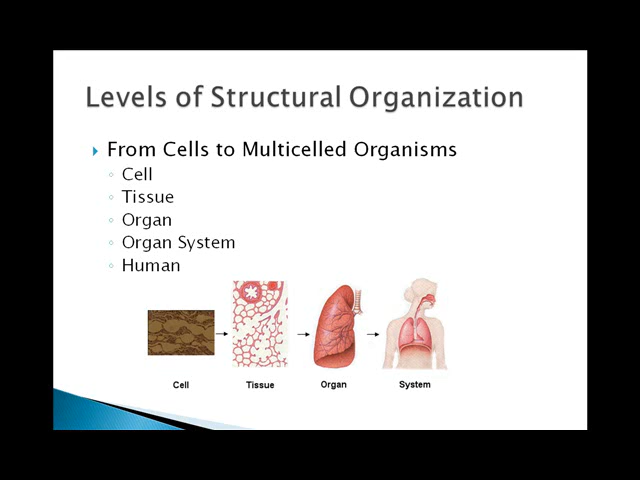 Levels of Structural Organization
From Cells to Multicelled Organisms
Cell
Tissue
Organ
Organ System
Human
Cell Tissue Organ System